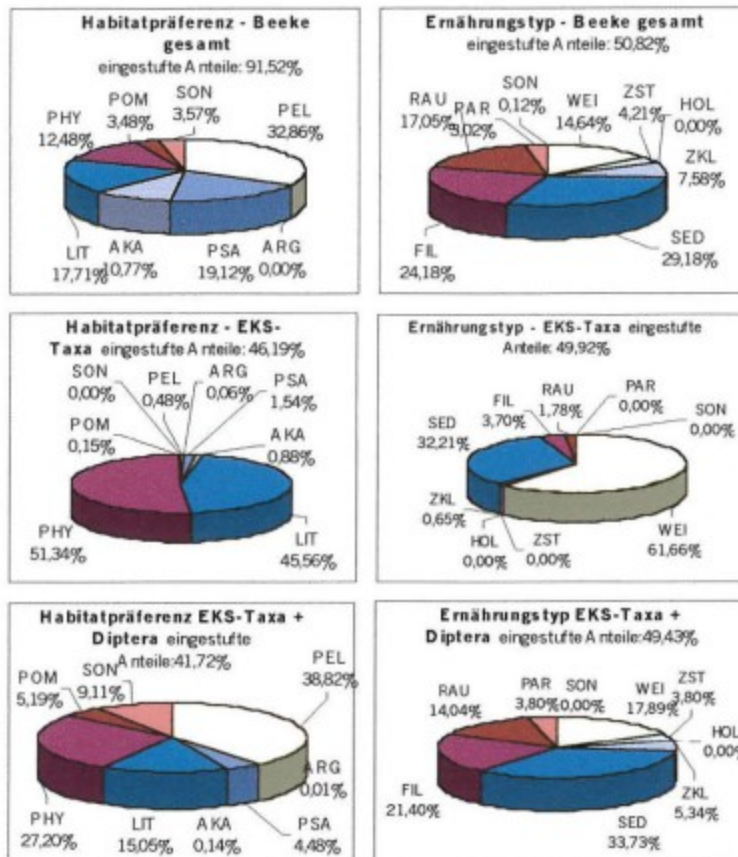 Habitatpräferenz - Beeke
gesamt
eingestufte Anteile: 91,52%
SON
3,57%
POM
3,48%
PHY
12,48%
PEL
32,86%
LIT
17,71%
AKA
10,77%
PSA
19,12%
ARG
0,00%
Ernährungstyp - Beeke gesamt
eingestufte Anteile: 50,82%
SON
0,12%
RAU
17,05%
PAR
3,02%
WEI
14,64%
ZST
4,21%
HOL
0,00%
ZKL
7,58%
SED
29,18%
FIL
24,18%
Habitatpräferenz - EKS-
Taxa eingestufte Anteile: 46,19%
SON
0,00%
PEL
0,48%
ARG
0,06%
PSA
1,54%
POM
0,15%
AKA
0,88%
PHY
51,34%
LIT
45,56%
Ernährungstyp - EKS-Taxa eingestufte
Anteile: 49,92%
FIL
3,70%
RAU
1,78%
PAR
0,00%
SON
0,00%
SED
32,21%
ZKL
0,65%
HOL
0,00%
ZST
0,00%
WEI
61,66%
Habitatpräferenz EKS-Taxa +
Diptera eingestufte
Anteile:41,72%
POM
5,19%
SON
9,11%
PEL
38,82%
ARG
0,01%
PHY
27,20%
LIT
15,05%
AKA
0,14%
PSA
4,48%
Ernährungstyp EKS-Taxa +
Diptera eingestufte Anteile:49,43%
RAU
14,04%
PAR
3,80%
SON
0,00%
WEI
17,89%
ZST
3,80%
HOL
0,00%
ZKL
5,34%
FIL
21,40%
SED
33,73%